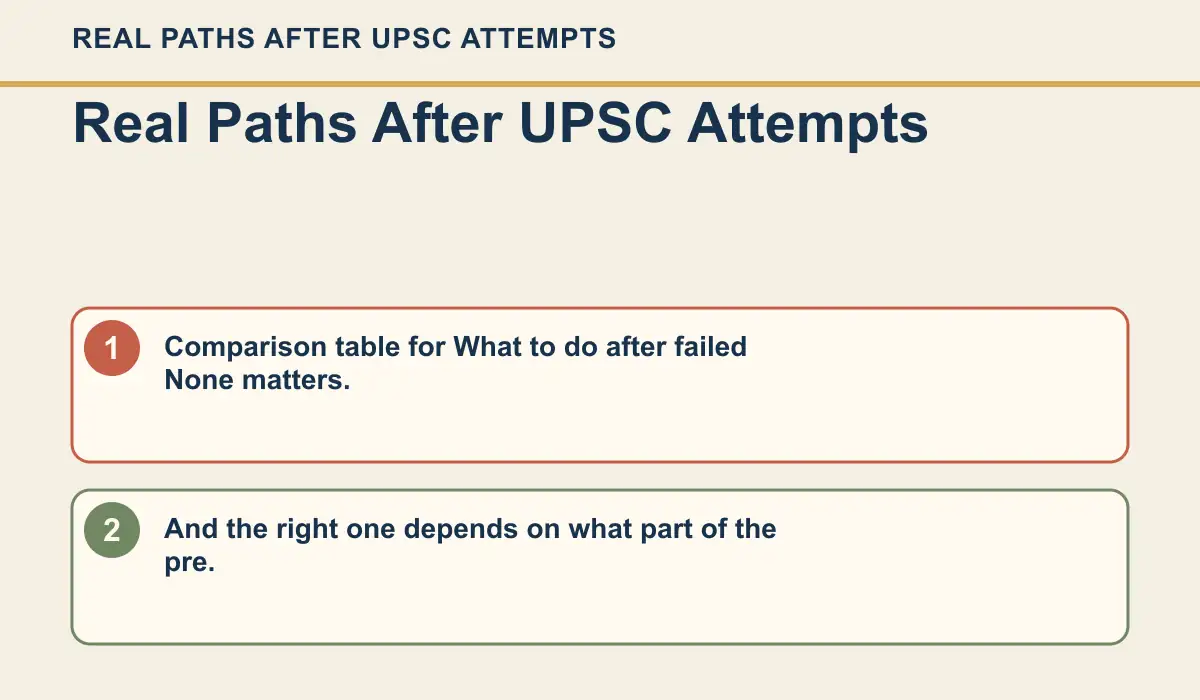 REAL PATHS AFTER UPSC ATTEMPTS
Real Paths After UPSC Attempts
1
Comparison table for What to do after failed
None matters.
2
And the right one depends on what part of the
pre.